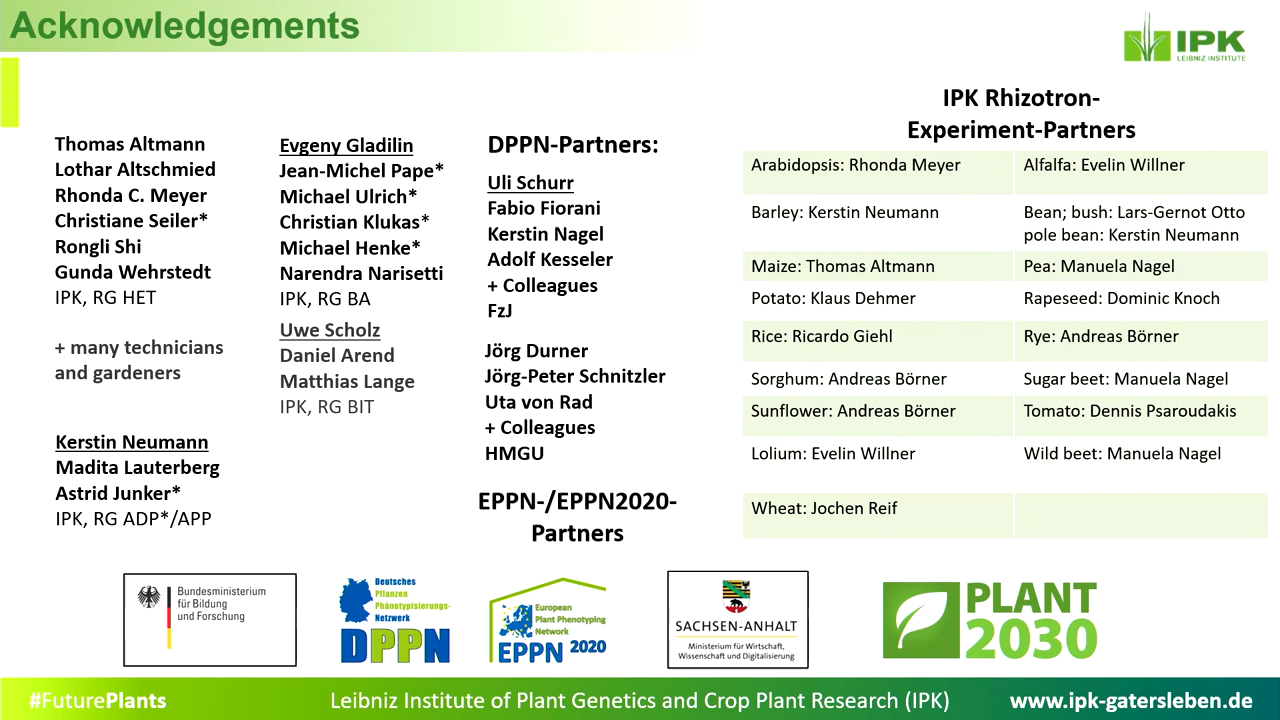 Acknowledgements
IPK
LEIBNIZ INSTITUTE
Thomas Altmann
Lothar Altschmied
Rhonda C. Meyer
Christiane Seiler*
Rongli Shi
Gunda Wehrstedt
IPK, RG HET
+ many technicians
and gardeners
Kerstin Neumann
Madita Lauterberg
Astrid Junker*
IPK, RG ADP*/APP
Evgeny Gladilin
Jean-Michel Pape*
Michael Ulrich*
Christian Klukas*
Michael Henke*
Narendra Narisetti
IPK, RG BA
Uwe Scholz
Daniel Arend
Matthias Lange
IPK, RG BIT
DPPN-Partners:
Uli Schurr
Fabio Fiorani
Kerstin Nagel
Adolf Kesseler
+ Colleagues
FzJ
Jörg Durner
Jörg-Peter Schnitzler
Uta von Rad
+ Colleagues
HMGU
EPPN-/EPPN2020-
Partners
IPK Rhizotron-
Experiment-Partners
Arabidopsis: Rhonda Meyer
Alfalfa: Evelin Willner
Barley: Kerstin Neumann
Bean; bush: Lars-Gernot Otto
pole bean: Kerstin Neumann
Maize: Thomas Altmann
Pea: Manuela Nagel
Potato: Klaus Dehmer
Rapeseed: Dominic Knoch
Rice: Ricardo Giehl
Rye: Andreas Börner
Sorghum: Andreas Börner
Sugar beet: Manuela Nagel
Sunflower: Andreas Börner
Tomato: Dennis Psaroudakis
Lolium: Evelin Willner
Wild beet: Manuela Nagel
Wheat: Jochen Reif
Bundesministerium
für Bildung
und Forschung
Deutsches
Pflanzen
Phänotypisierungs-
Netzwerk
DPPN
European
Plant Phenotyping
Network
EPPN 2020
SACHSEN-ANHALT
Ministerium für Wirtschaft,
Wissenschaft und Digitalisierung
PLANT
2030
#FuturePlants
Leibniz Institute of Plant Genetics and Crop Plant Research (IPK)
www.ipk-gatersleben.de